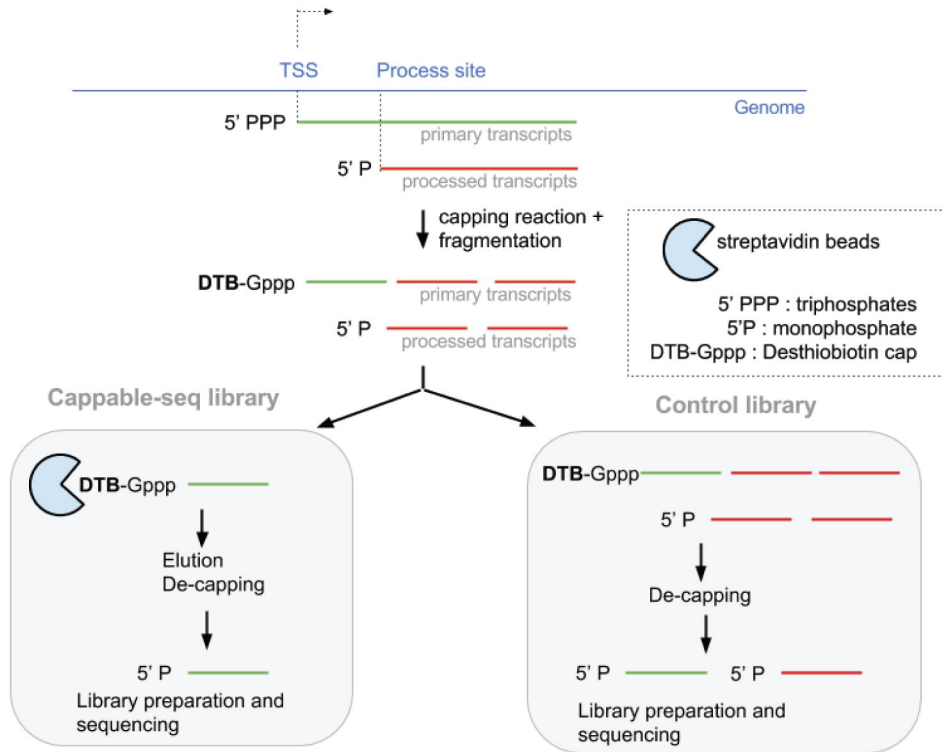 TSS
Process site
Genome
5' PPP
primary transcripts
5' P
processed transcripts
capping reaction +
fragmentation
streptavidin beads
5' PPP : triphosphates
5'P : monophosphate
DTB-Gppp : Desthiobiotin cap
DTB-Gppp
primary transcripts
5' P
processed transcripts
Cappable-seq library
DTB-Gppp
Elution
De-capping
5' P
Library preparation and
sequencing
Control library
DTB-Gppp
5' P
De-capping
5' P
5' P
Library preparation and
sequencing